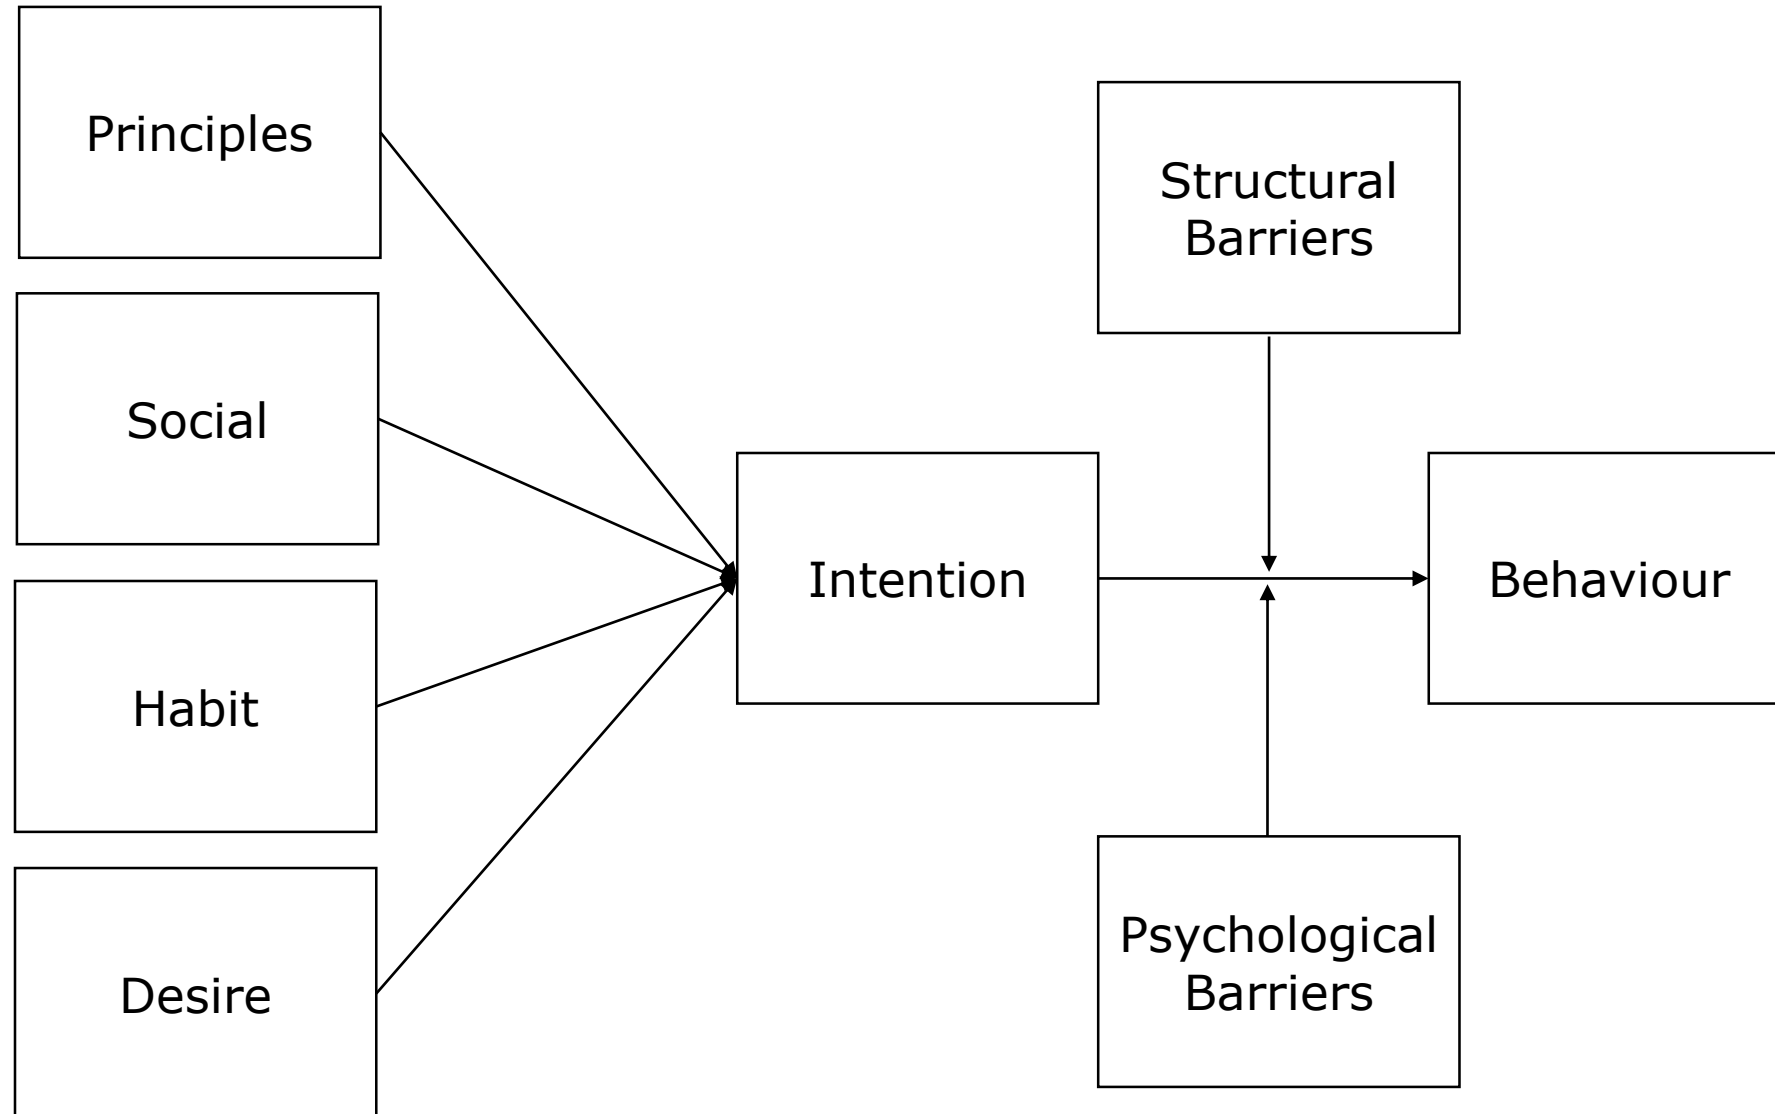 Principles
Social
Habit
Desire
Intention
Structural
Barriers
Psychological
Barriers
Behaviour